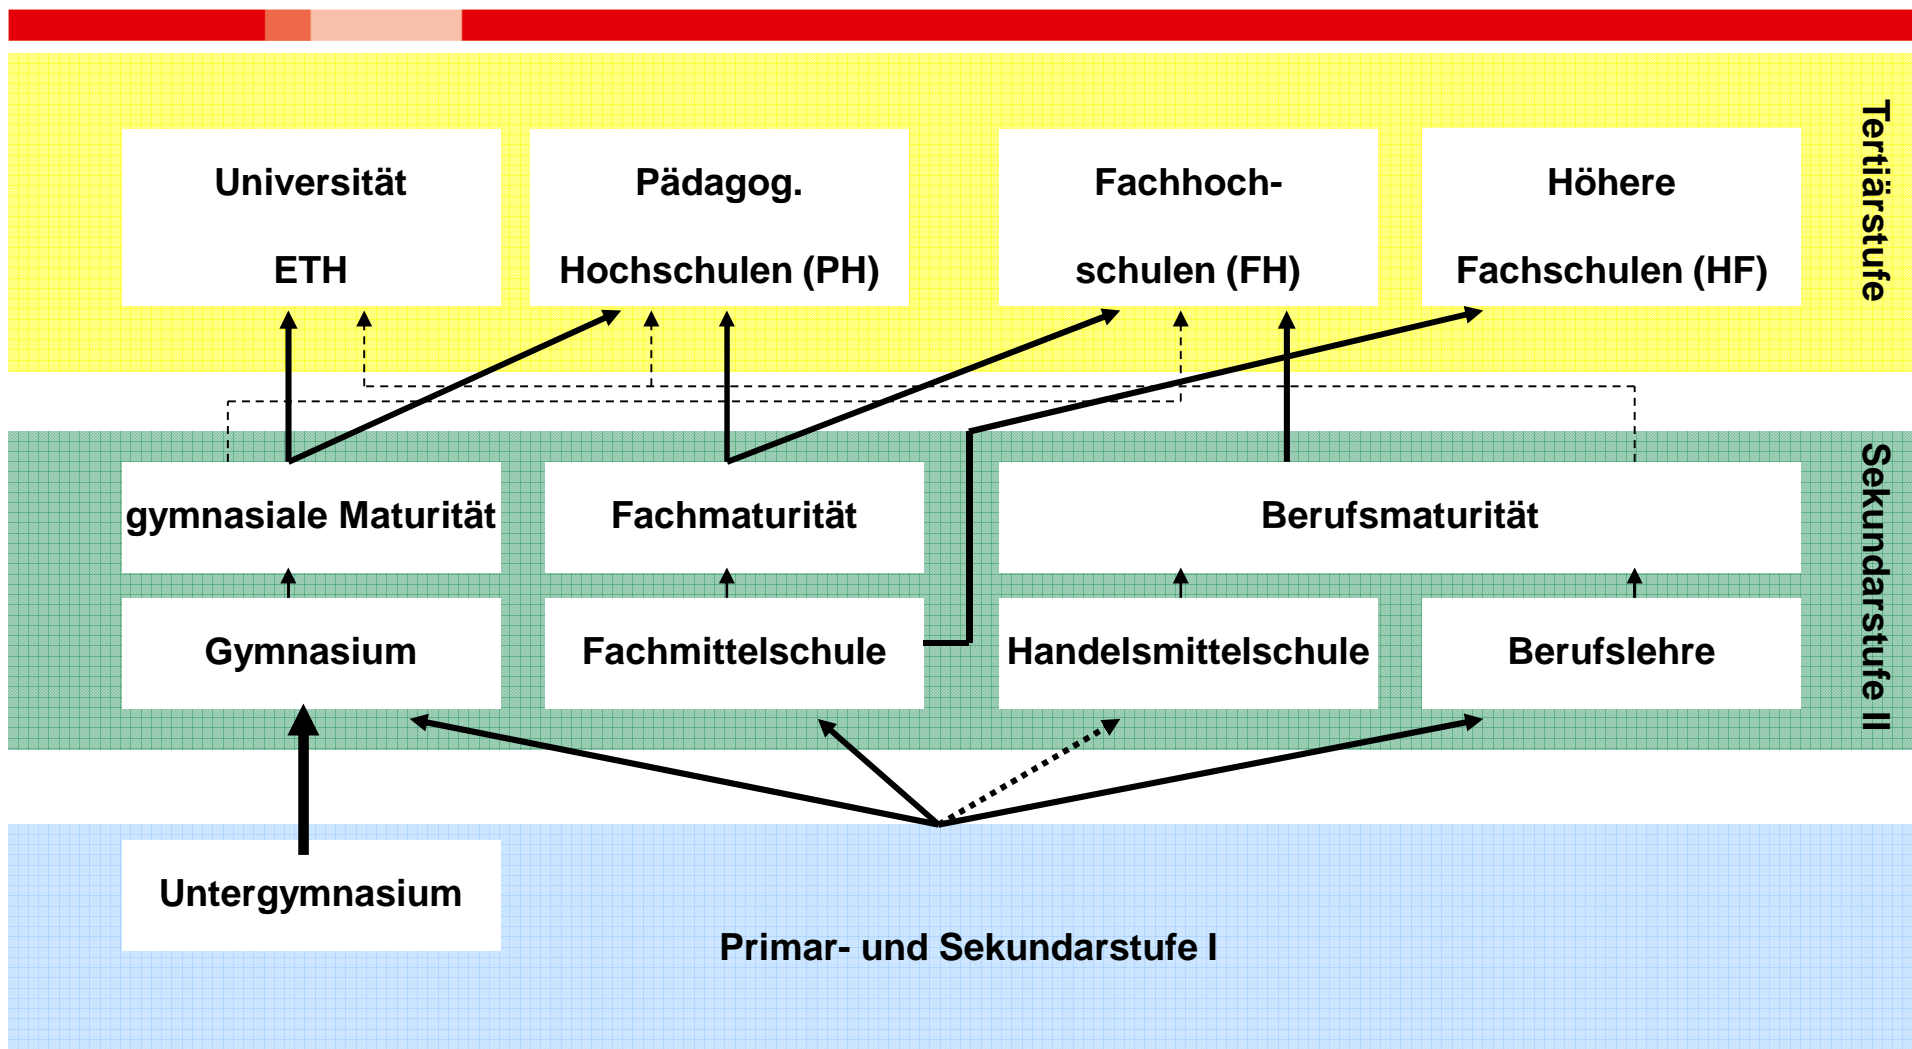 Universität
ETH
Pädagog.
Hochschulen (PH)
Fachhoch-
schulen (FH)
Höhere
Fachschulen (HF)
Tertiärstufe
gymnasiale Maturität
Fachmaturität
Berufsmaturität
Gymnasium
Fachmittelschule
Handelsmittelschule
Berufslehre
Sekundarstufe II
Untergymnasium
Primar- und Sekundarstufe I